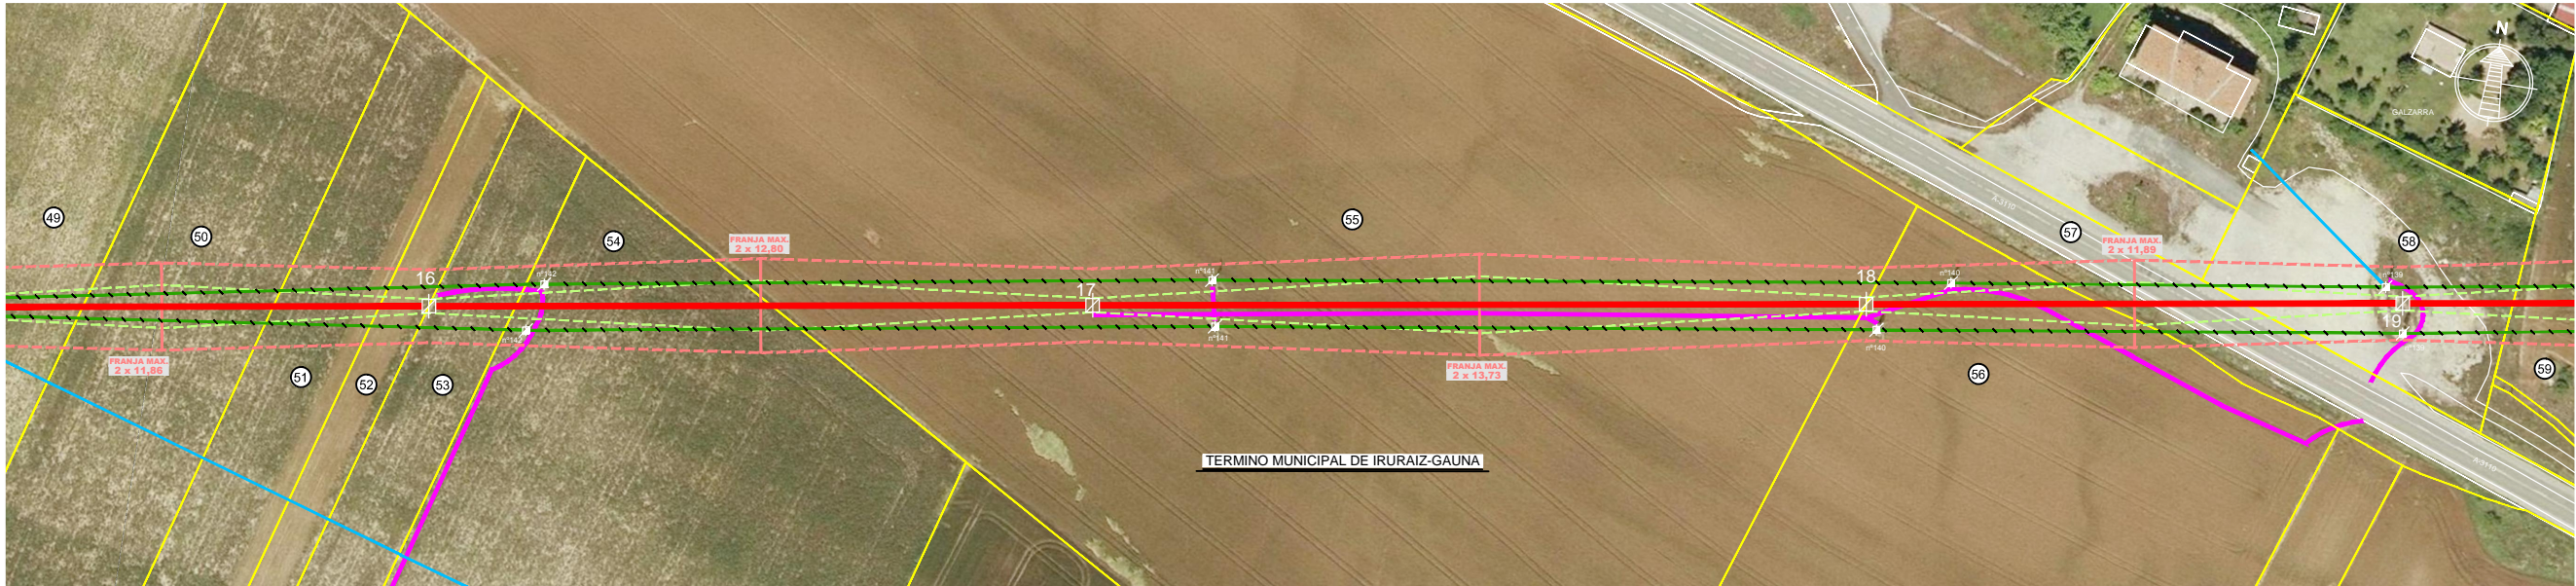 N
GALZARRA
A-3110
49
50
54
55
57
58
FRANJA MAX.
2 x 12,80
FRANJA MAX.
2 x 11,89
16
nº142
17
nº141
18
nº140
nº139
19
nº142
nº141
nº140
FRANJA MAX.
2 x 11,86
FRANJA MAX.
2 x 13,73
51
52
53
56
59
TERMINO MUNICIPAL DE IRURAIZ-GAUNA
A-3110